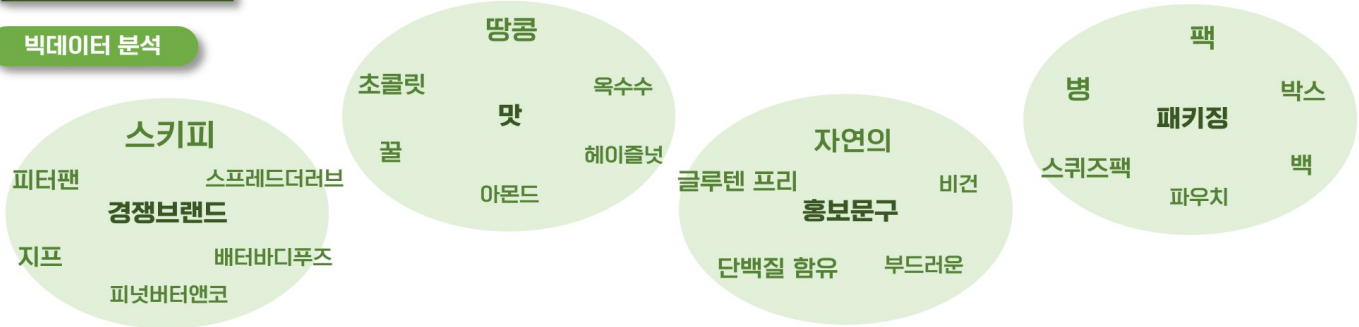 빅데이터 분석
스키피
피터팬
스프레드더러브
경쟁브랜드
지프
배터바디푸즈
피넛버터앤코
땅콩
초콜릿
옥수수
맛
꿀
헤이즐넛
아몬드
자연의
글루텐 프리
비건
홍보문구
단백질 함유
부드러운
팩
병
박스
패키징
스퀴즈팩
백
파우치